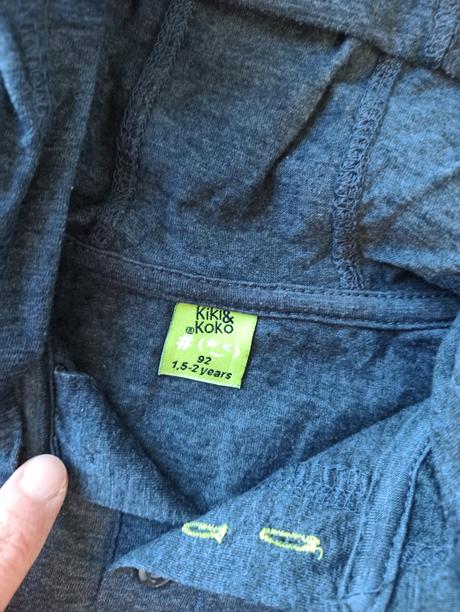 KiKi&
®KoKo
# (*<)
92
1,5-2 years